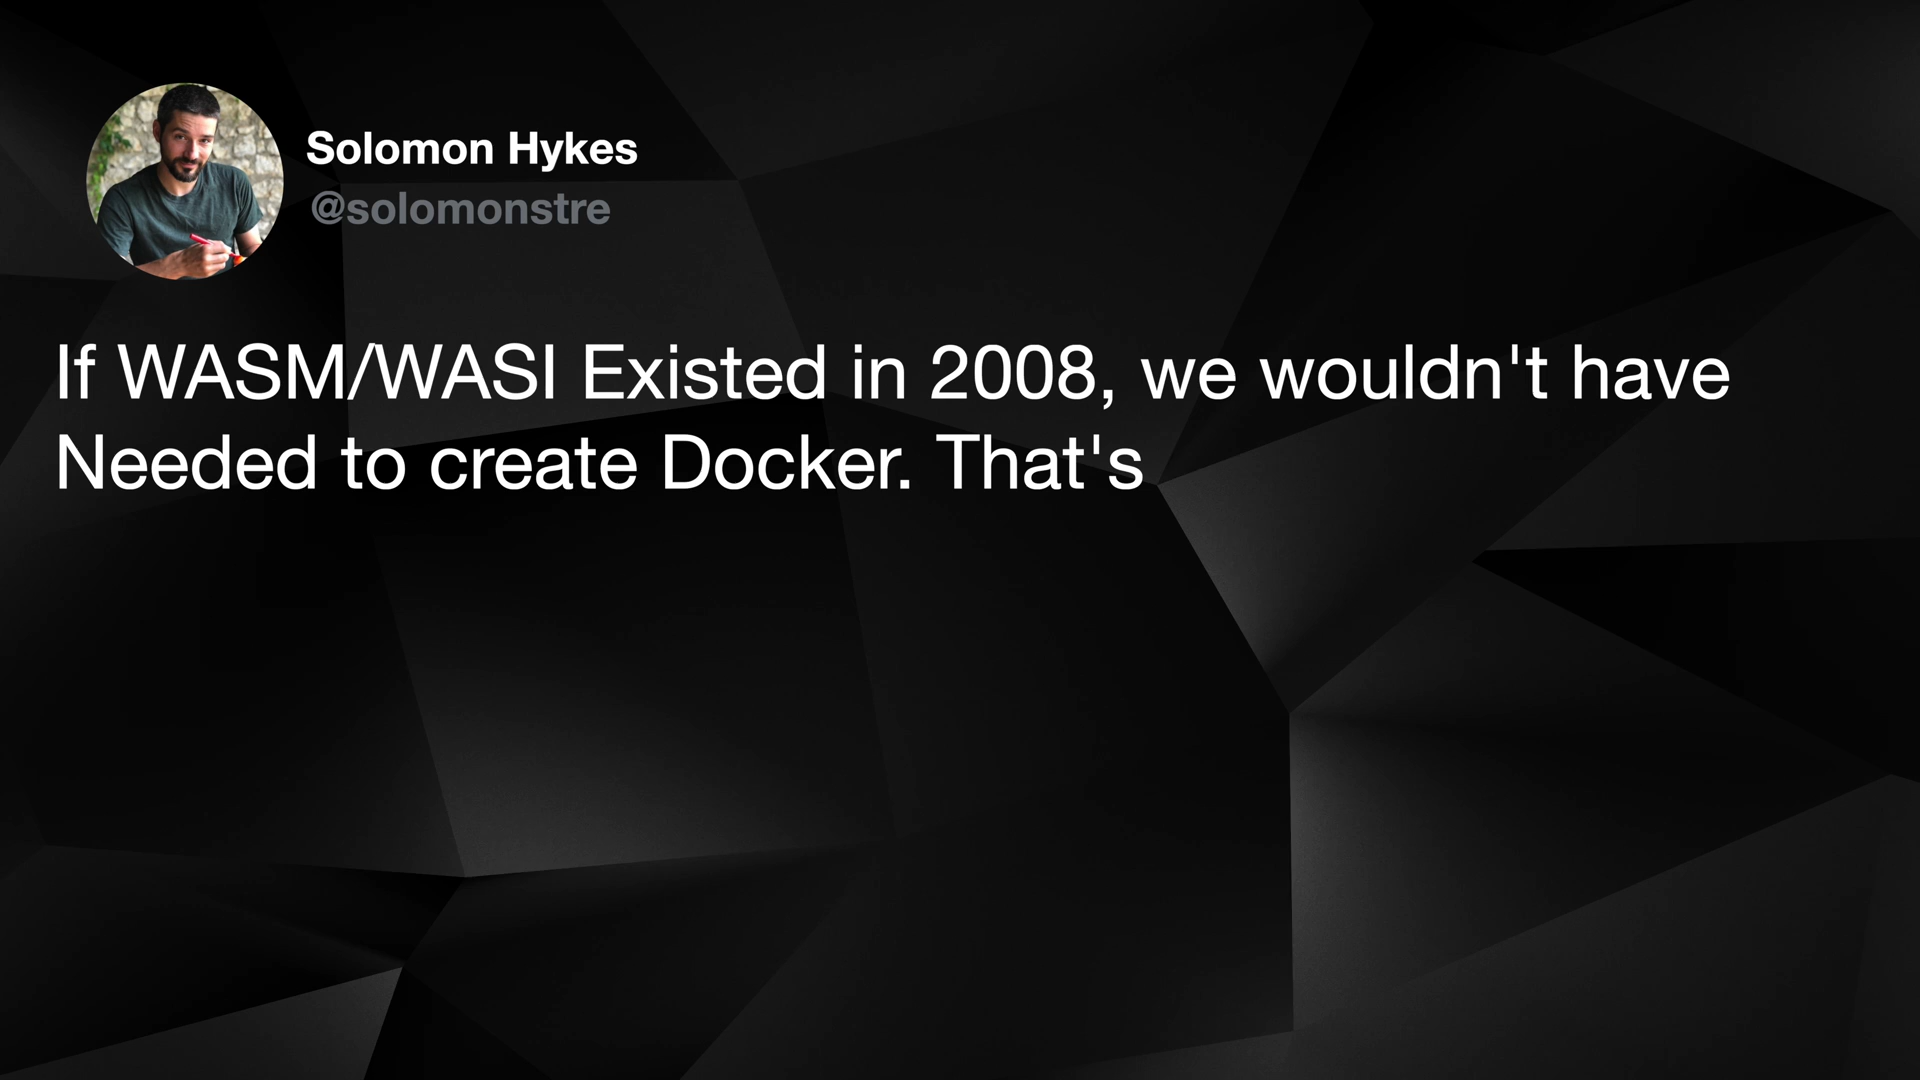 Solomon Hykes
@solomonstre
If WASM/WASI Existed in 2008, we wouldn't have
Needed to create Docker. That's